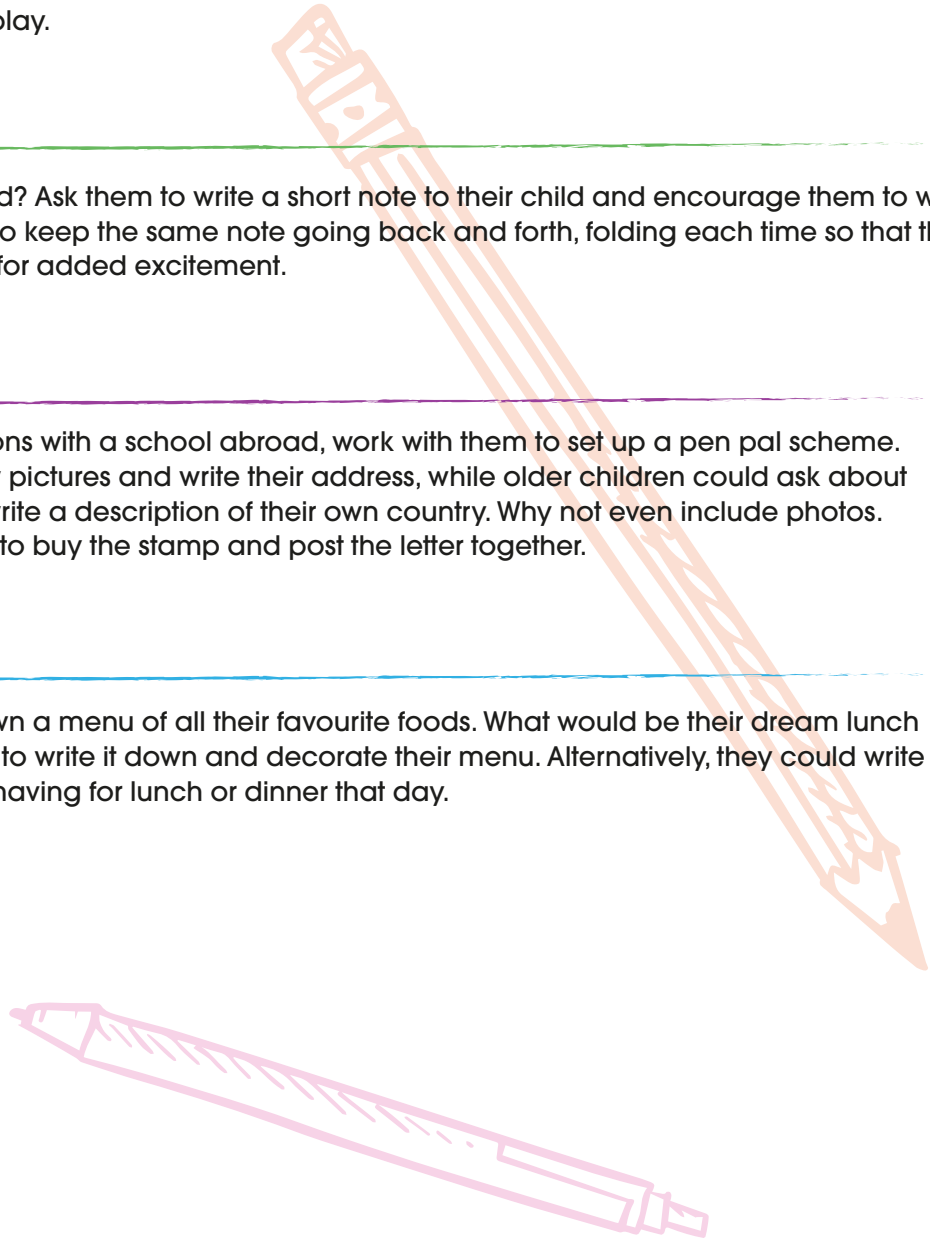 play.
d? Ask them to write a short note to their child and encourage them to w
o keep the same note going back and forth, folding each time so that th
for added excitement.
ons with a school abroad, work with them to set up a pen pal scheme.
pictures and write their address, while older children could ask about
rite a description of their own country. Why not even include photos.
to buy the stamp and post the letter together.
wn a menu of all their favourite foods. What would be their dream lunch
to write it down and decorate their menu. Alternatively, they could write
having for lunch or dinner that day.